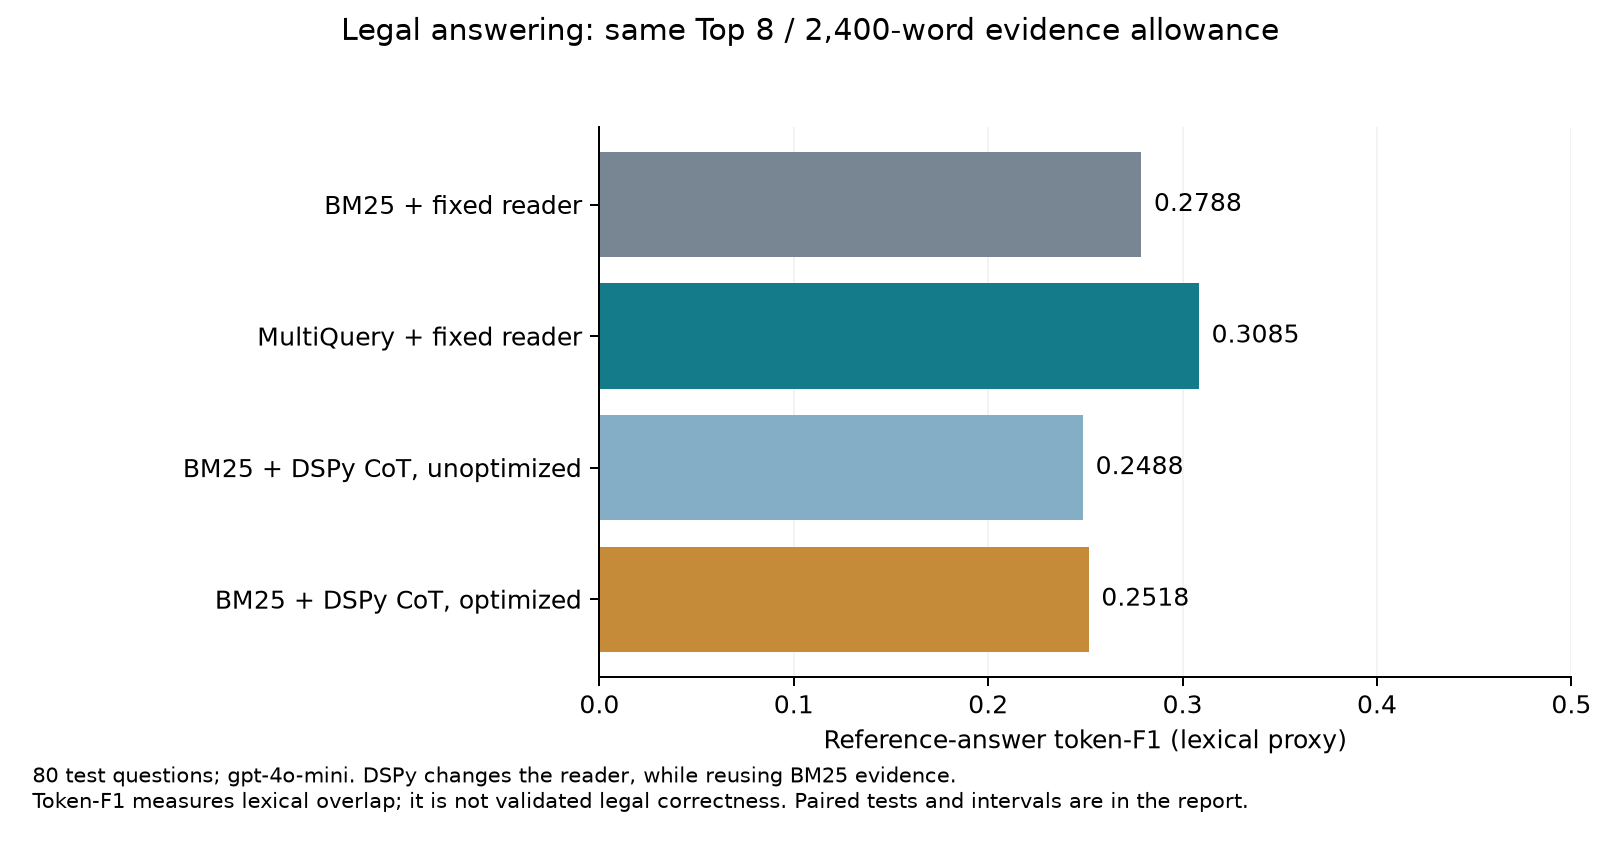 Legal answering: same Top 8 / 2,400-word evidence allowance
BM25 + fixed reader
0.2788
MultiQuery + fixed reader
0.3085
BM25 + DSPy CoT, unoptimized
0.2488
BM25 + DSPy CoT, optimized
0.2518
0.0 0.1 0.2 0.3 0.4 0.5
Reference-answer token-F1 (lexical proxy)
80 test questions; gpt-4o-mini. DSPy changes the reader, while reusing BM25 evidence.
Token-F1 measures lexical overlap; it is not validated legal correctness. Paired tests and intervals are in the report.